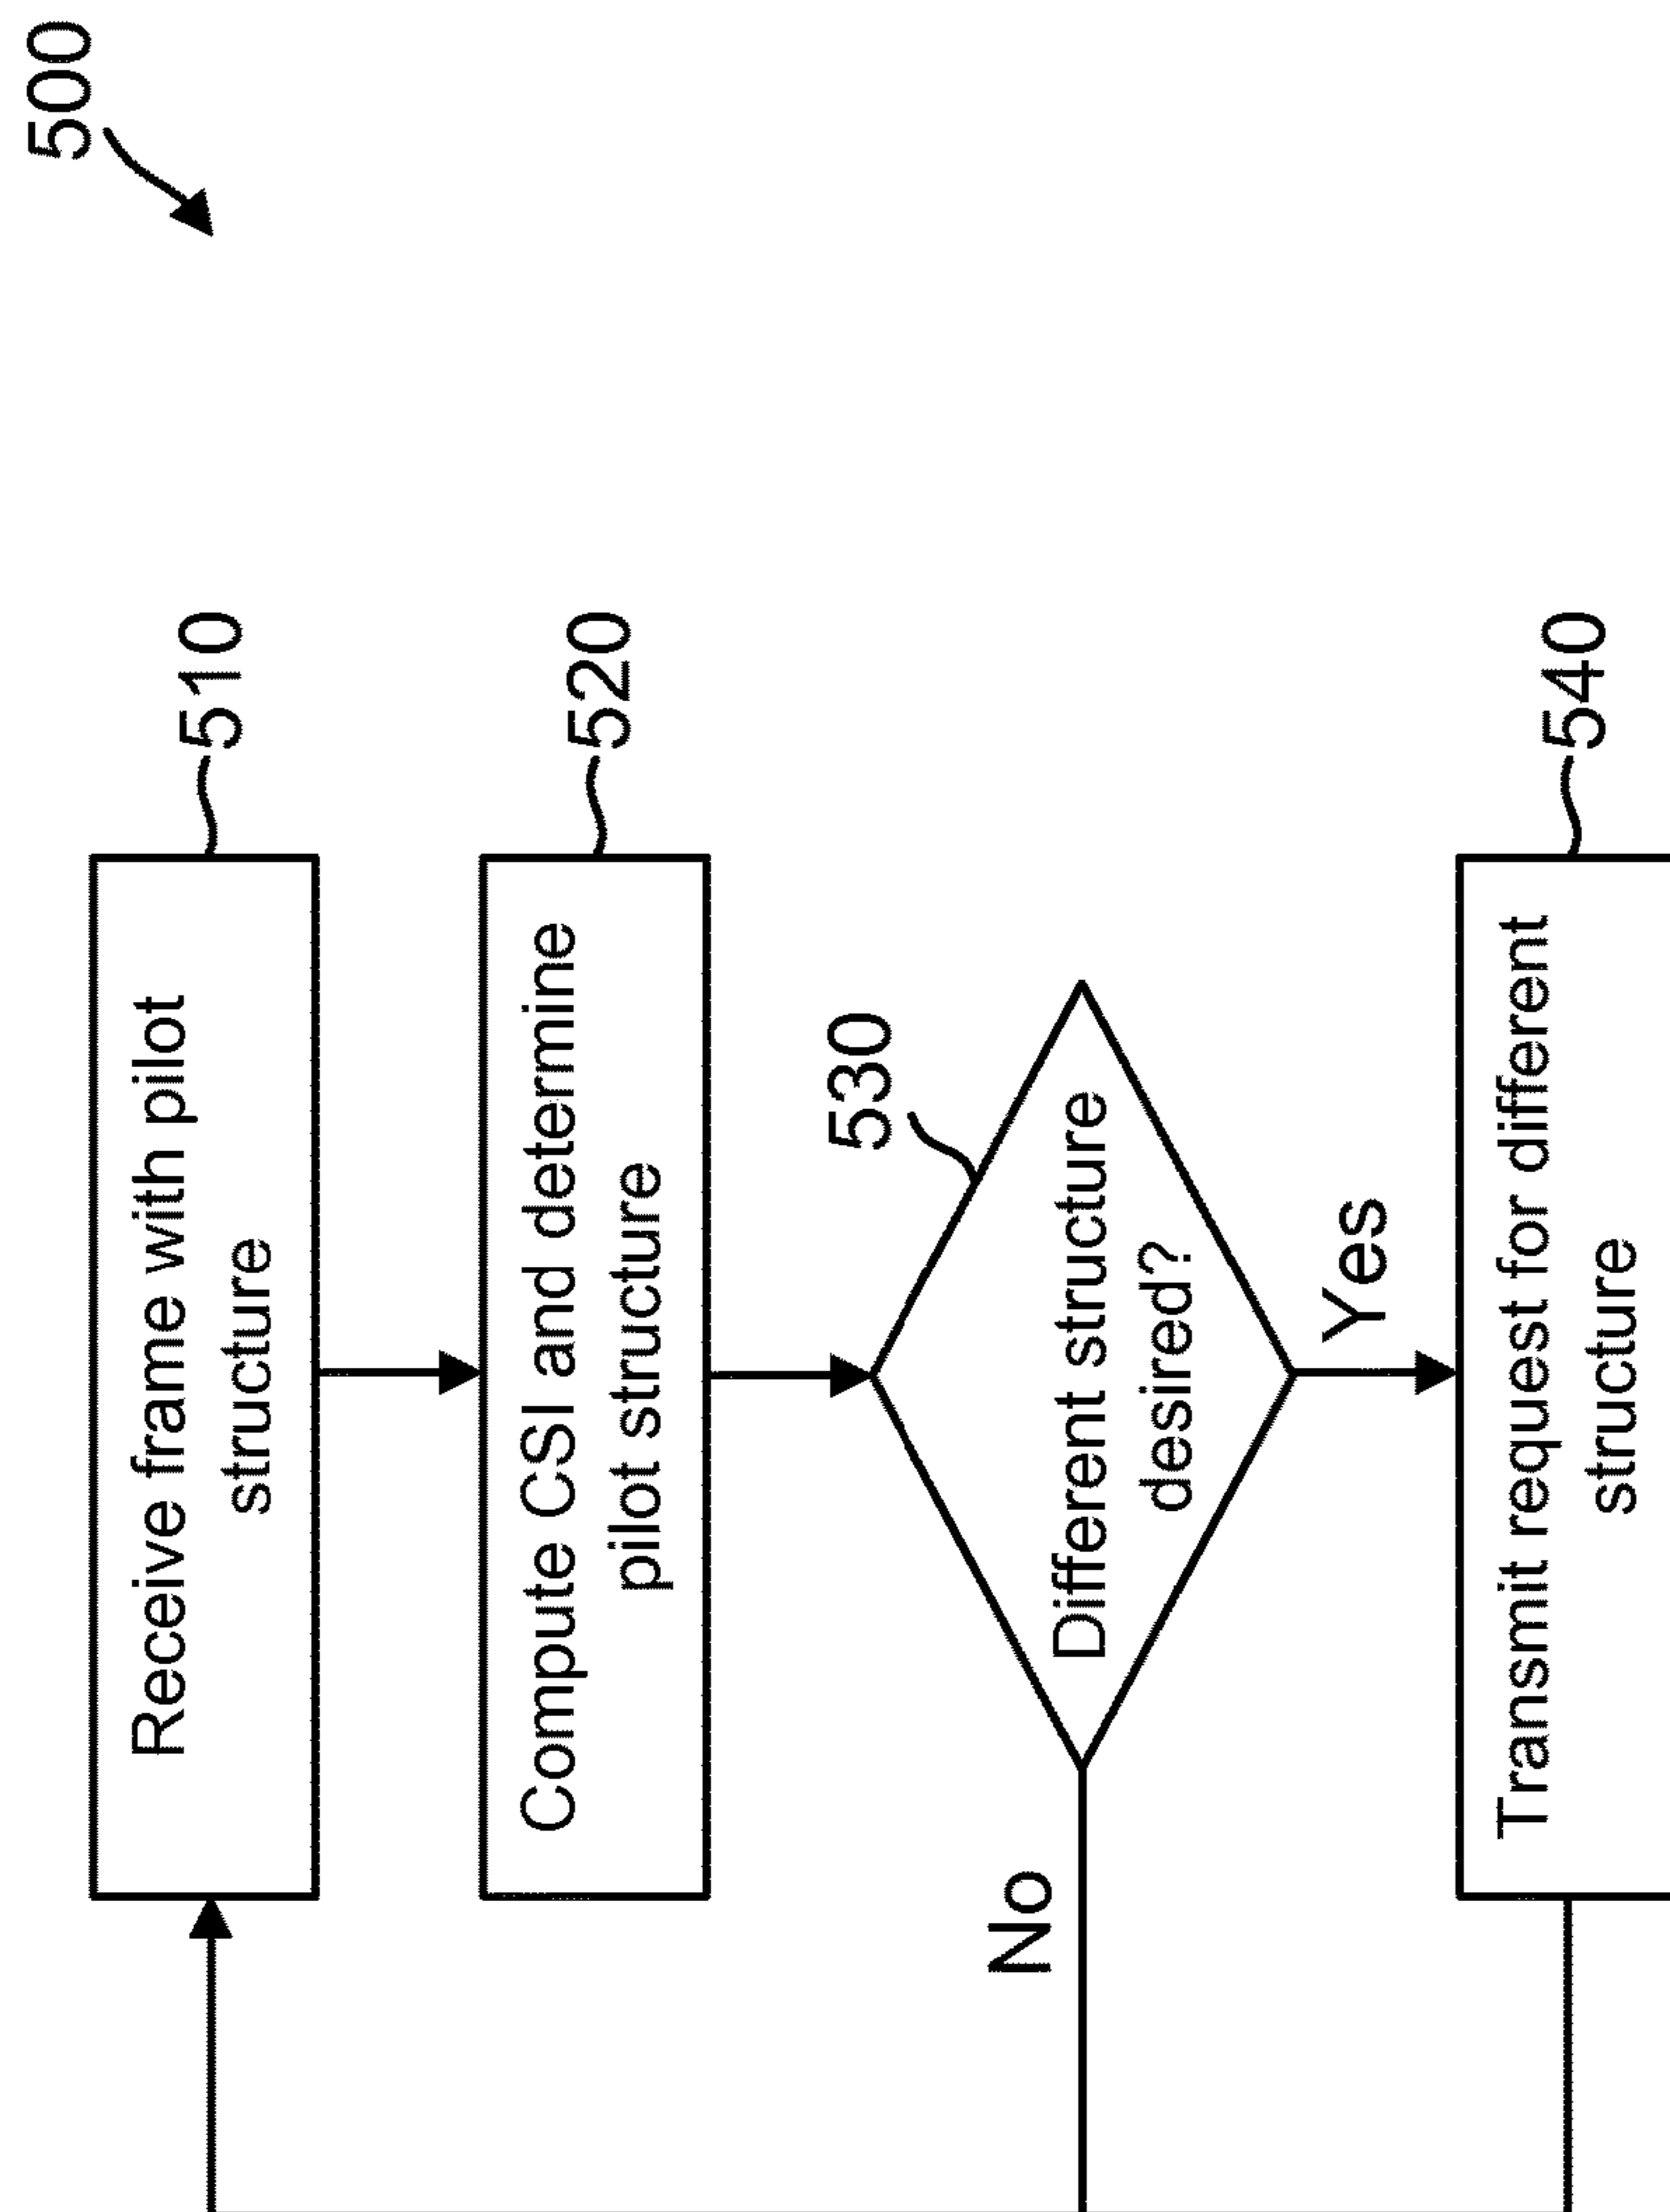 500
Receive frame with pilot
structure
510
Compute CSI and determine
pilot structure
520
530
Different structure
desired?
No
Yes
Transmit request for different
structure
540